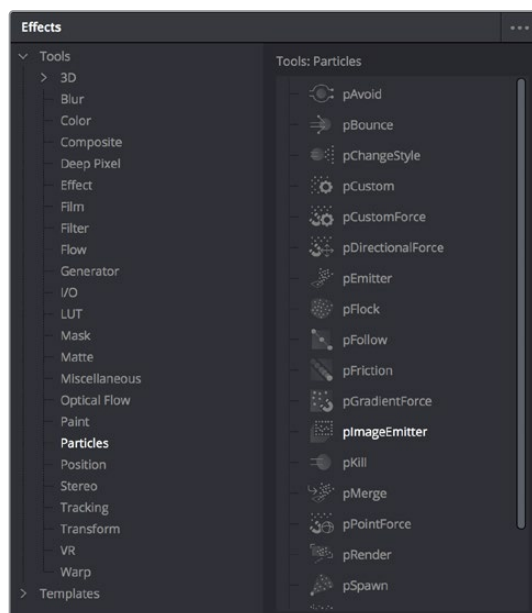 Effects
Tools
3D
Blur
Color
Composite
Deep Pixel
Effect
Film
Filter
Flow
Generator
I/O
LUT
Mask
Matte
Miscellaneous
Optical Flow
Paint
Particles
Position
Stereo
Tracking
Transform
VR
Warp
Templates
Tools: Particles
pAvoid
pBounce
pChangeStyle
pCustom
pCustomForce
pDirectionalForce
pEmitter
pFlock
pFollow
pFriction
pGradientForce
pImageEmitter
pKill
pMerge
pPointForce
pRender
pSpawn